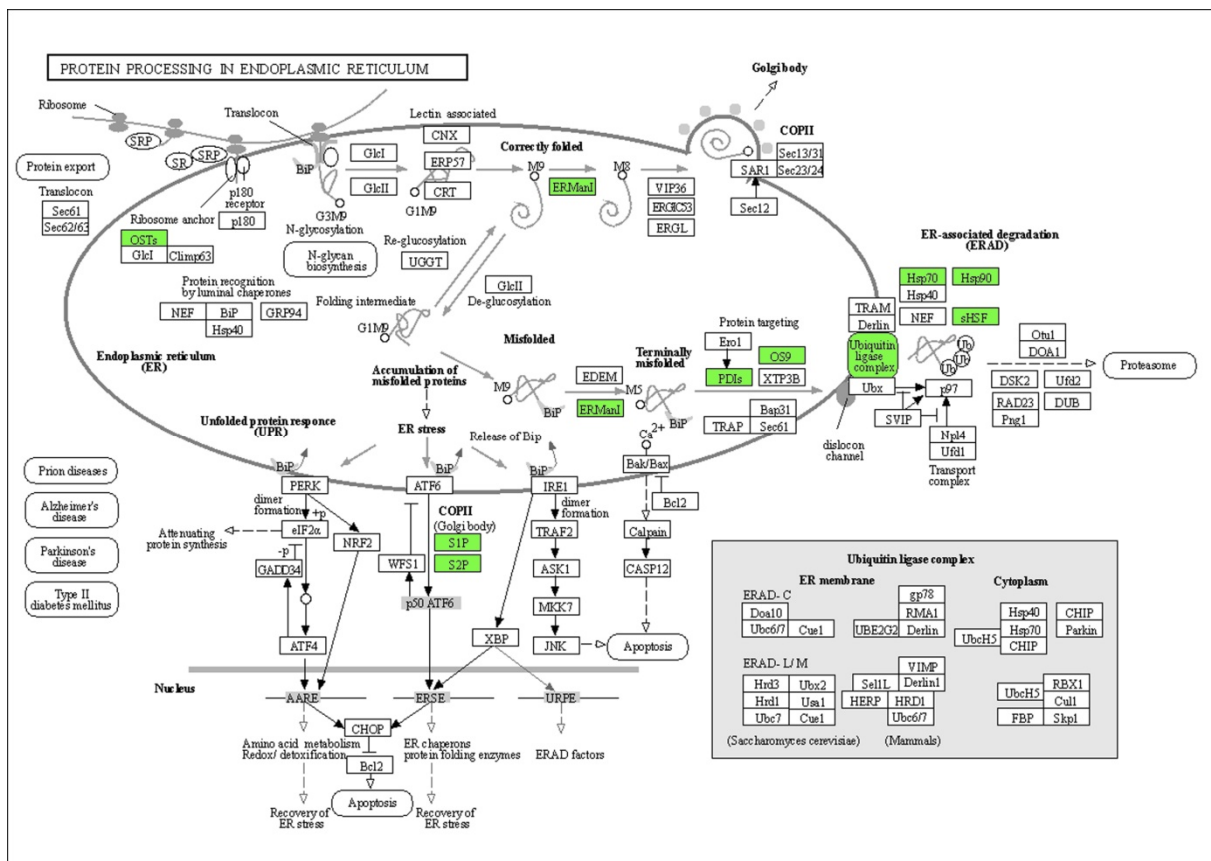 PROTEIN PROCESSING IN ENDOPLASMIC RETICULUM
Golgi body
Ribosome
Translocon
Lectin associated
CNX
COPII
SRP
SR
SRP
GlcI
ERP57
Correctly folded
Sec13/31
Protein export
BiP
GlcII
CRT
M9
ERManI
M8
VIP36
SAR1
Sec23/24
Translocon
p180
receptor
G3M9
G1M9
ERGIC53
Sec12
Sec61
Ribosome anchor
p180
N-glycosylation
ERGL
Sec62/63
OSTs
Re-glucosylation
ER-associated degradation
(ERAD)
GlcI
Climp63
N-glycan
biosynthesis
UGGT
Hsp70
Hsp90
Protein recognition
by luminal chaperones
GlcII
De-glucosylation
Hsp40
NEF
BiP
GRP94
Folding intermediate
TRAM
NEF
sHSF
Hsp40
G1M9
Protein targeting
Derlin
Misfolded
Ero1
Otu1
Endoplasmic reticulum
(ER)
Terminally
misfolded
OS9
Ubiquitin
ligase
complex
Ub
Ub
Ub
DOA1
Accumulation of
misfolded proteins
EDEM
PDIs
XTP3B
Proteasome
M9
M5
Ubx
p97
DSK2
Ufd2
BiP
ERManI
BiP
Bap31
SVIP
RAD23
DUB
Unfolded protein responce
(UPR)
ER stress
TRAP
Sec61
Png1
Release of Bip
Ca2+
dislocon
channel
Npl4
Ufd1
Transport
complex
Prion diseases
BiP
BiP
BiP
Bak/Bax
PERK
ATF6
IRE1
Alzheimer's
disease
dimer
formation
+p
COPII
(Golgi body)
dimer
formation
Bcl2
Attenuating
protein synthesis
eIF2α
S1P
TRAF2
Calpain
Parkinson's
disease
-p
NRF2
WFS1
S2P
GADD34
ASK1
CASP12
Type II
diabetes mellitus
p50 ATF6
MKK7
ATF4
XBP
JNK
Apoptosis
Nucleus
AARE
ERSE
URPE
CHOP
Amino acid metabolism
Redox/ detoxification
ER chaperons
protein folding enzymes
ERAD factors
Bcl2
Recovery of
ER stress
Apoptosis
Recovery of
ER stress
Ubiquitin ligase complex
ER membrane
Cytoplasm
ERAD- C
gp78
Doa10
RMA1
Hsp40
CHIP
Ubc6/7
Cue1
UBE2G2
Derlin
UbcH5
Hsp70
Parkin
CHIP
ERAD- L/ M
VIMP
Hrd3
Ubx2
Sel1L
Derlin1
RBX1
Hrd1
Usa1
HERP
HRD1
UbcH5
Cul1
Ubc7
Cue1
Ubc6/7
FBP
Skp1
(Saccharomyces cerevisiae)
(Mammals)